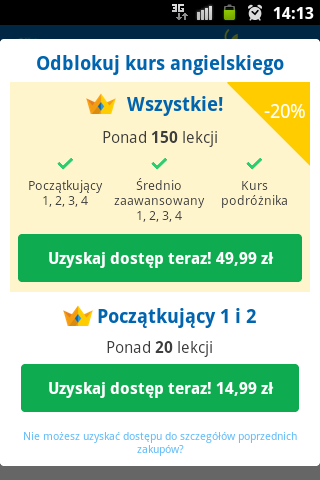 3G 14:13
Odblokuj kurs angielskiego
Wszystkie!
-20%
Ponad 150 lekcji
Początkujący
1, 2, 3, 4
Średnio
zaawansowany
1, 2, 3, 4
Kurs
podróżnika
Uzyskaj dostęp teraz! 49,99 zł
Początkujący 1 i 2
Ponad 20 lekcji
Uzyskaj dostęp teraz! 14,99 zł
Nie możesz uzyskać dostępu do szczegółów poprzednich
zakupów?